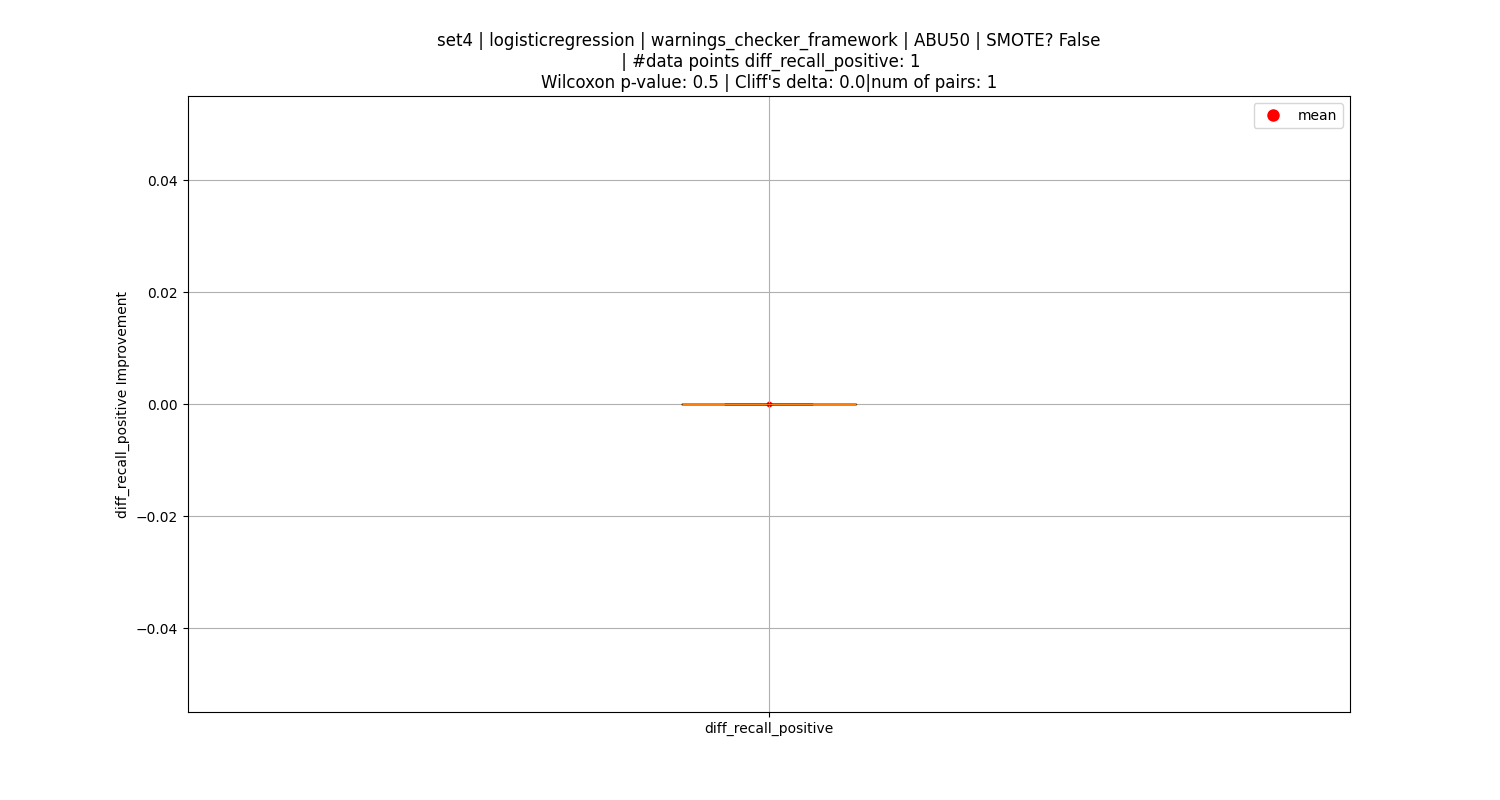 set4 | logisticregression | warnings_checker_framework | ABU50 | SMOTE? False
| #data points diff_recall_positive: 1
Wilcoxon p-value: 0.5 | Cliff's delta: 0.0|num of pairs: 1
mean
0.04
0.02
0.00
−0.02
−0.04
diff_recall_positive Improvement
diff_recall_positive